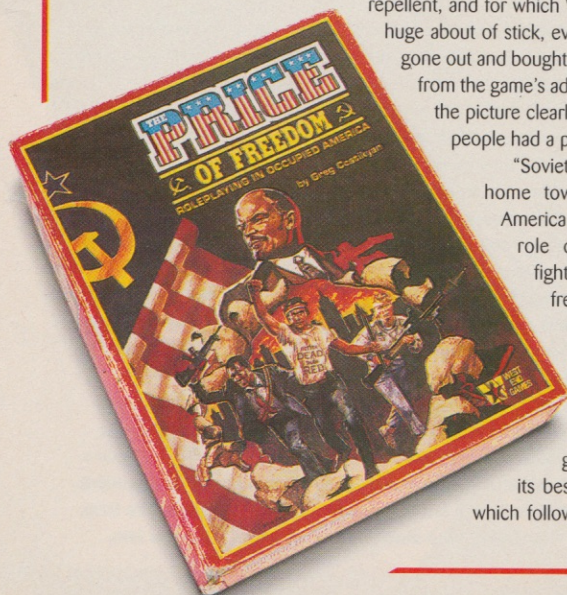 repellent, and for which
huge about of stick, ev
gone out and bought
from the game's ad
the picture clearl
people had a p
"Soviet
home tow
America
role c
fight
fre
g
its bes
which follow
THE
PRICE
OF FREEDOM
ROLEPLAYING IN OCCUPIED AMERICA
by Greg Costikyan
DEAD
RED
WEST
END
GAMES